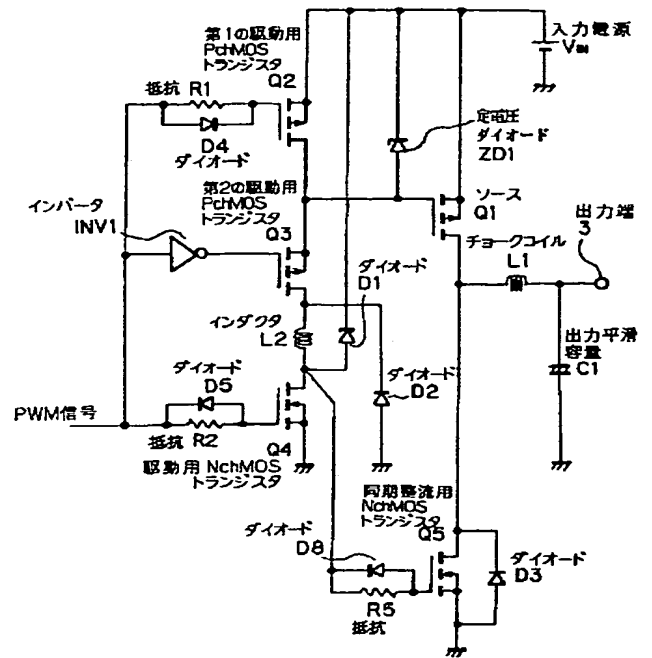 第1の駆動用
PchMOS
トランジスタ
Q2
入力電源
VIN
抵抗 R1
D4
ダイオード
定電圧
ダイオード
ZD1
第2の駆動用
PchMOS
トランジスタ
Q3
インバータ
INV1
ソース
Q1
出力端
3
チョークコイル
L1
ダイオード
D1
インダクタ
L2
出力平滑
容量
C1
ダイオード
D5
ダイオード
D2
PWM信号
抵抗 R2
Q4
駆動用 NchMOS
トランジスタ
同期整流用
NchMOS
トランジスタ
Q5
ダイオード
D8
ダイオード
D3
R5
抵抗